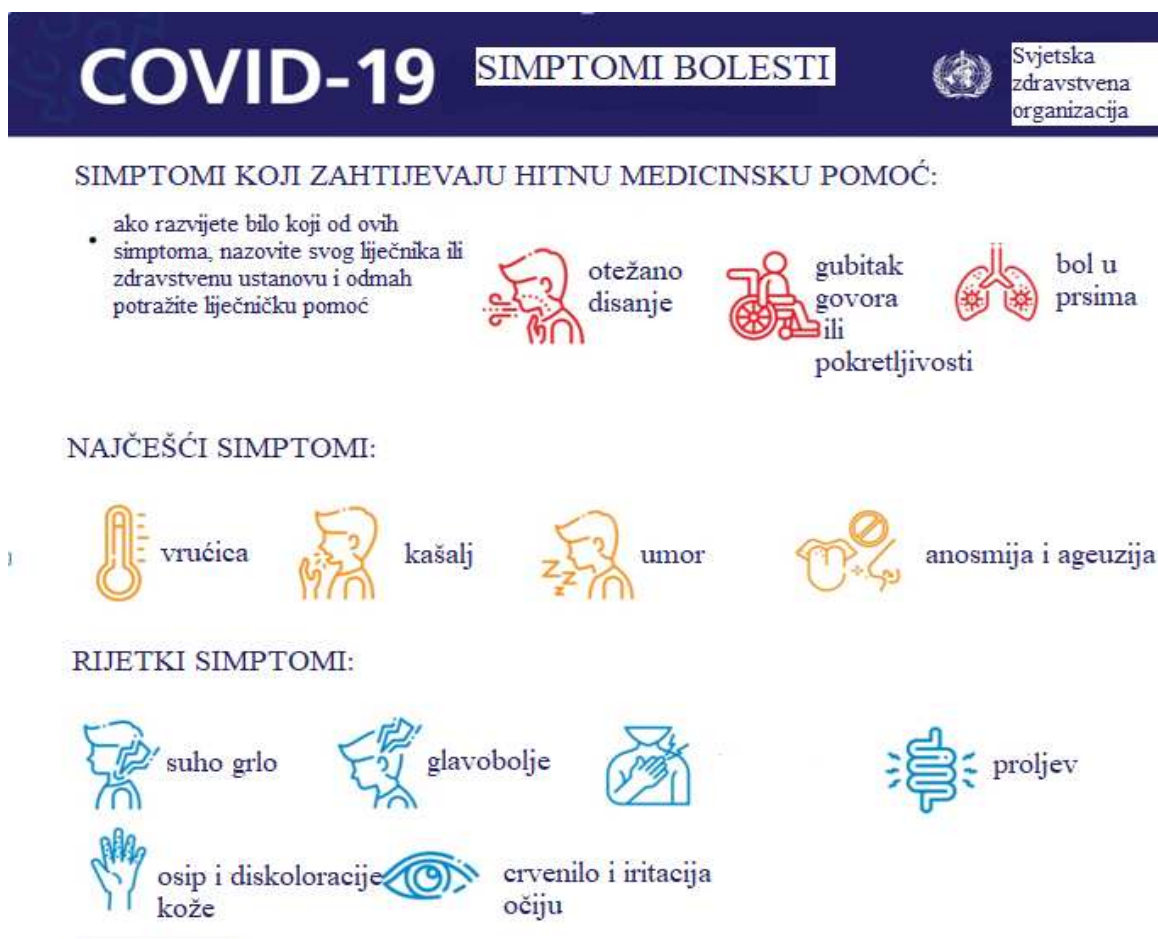 COVID-19 SIMPTOMI BOLESTI
Svjetska
zdravstvena
organizacija
SIMPTOMI KOJI ZAHTIJEVAJU HITNU MEDICINSKU POMOĆ:
• ako razvijete bilo koji od ovih
simptoma, nazovite svog liječnika ili
zdravstvenu ustanovu i odmah
potražite liječničku pomoć
otežano
disanje
gubitak
govora
ili
pokretljivosti
bol u
prsima
NAJČEŠĆI SIMPTOMI:
vrućica
kašalj
umor
anosmija i ageuzija
RIJETKI SIMPTOMI:
suho grlo
glavobolje
proljev
osip i diskoloracije
kože
crvenilo i iritacija
očiju